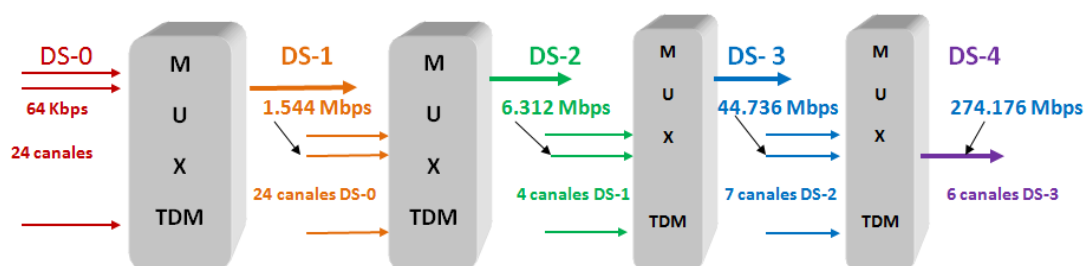 DS-0
64 Kbps
24 canales
M
U
X
TDM
DS-1
1.544 Mbps
24 canales DS-0
M
U
X
TDM
DS-2
6.312 Mbps
4 canales DS-1
M
U
X
TDM
DS- 3
44.736 Mbps
7 canales DS-2
M
U
X
TDM
DS-4
274.176 Mbps
6 canales DS-3